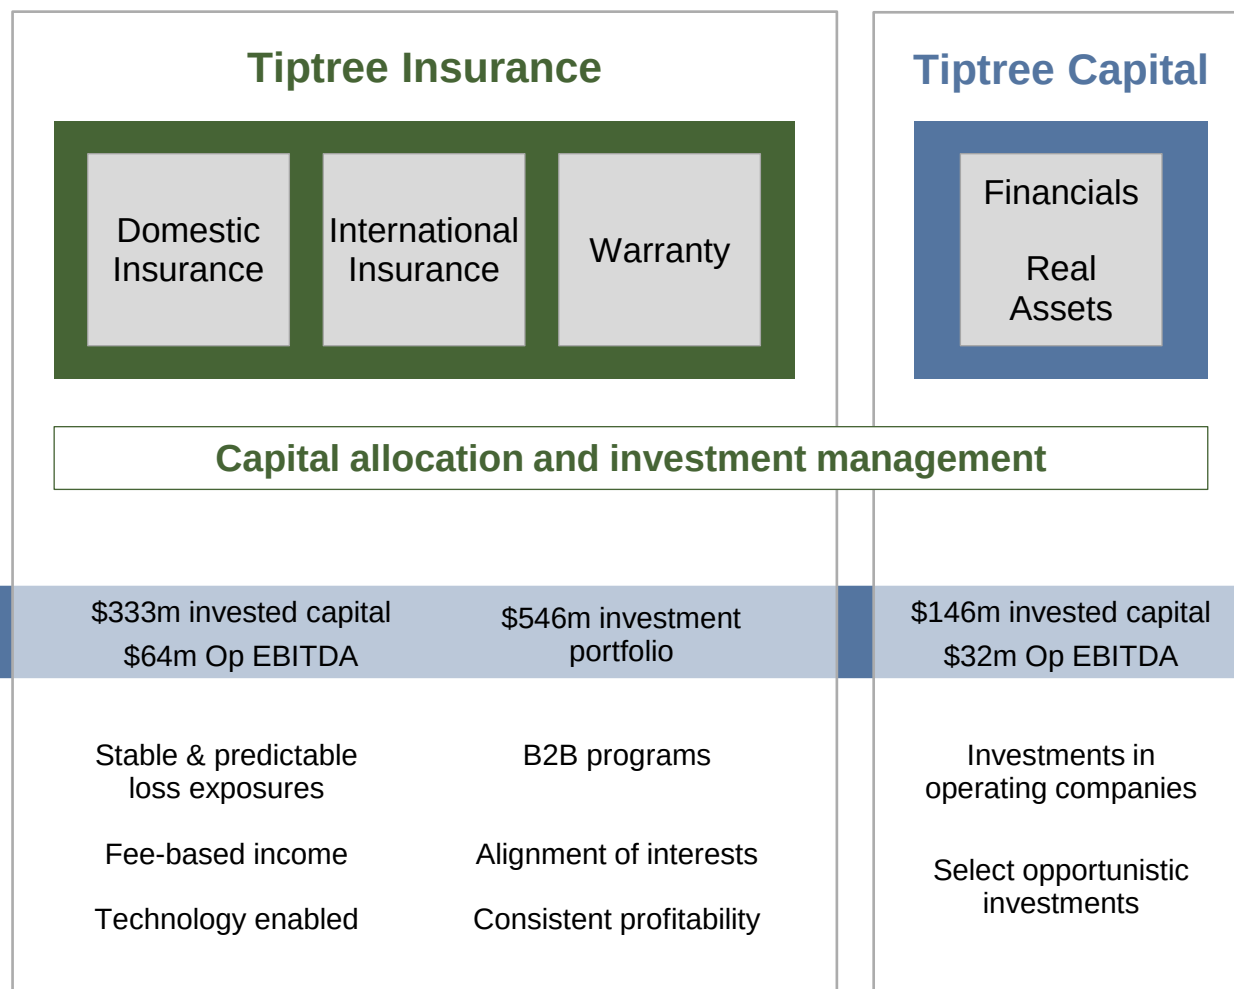 Tiptree Insurance
Domestic
Insurance
International
Insurance
Warranty
Tiptree Capital
Financials
Real
Assets
Capital allocation and investment management
$333m invested capital
$64m Op EBITDA
$546m investment
portfolio
$146m invested capital
$32m Op EBITDA
Stable & predictable
loss exposures
Fee-based income
Technology enabled
B2B programs
Alignment of interests
Consistent profitability
Investments in
operating companies
Select opportunistic
investments